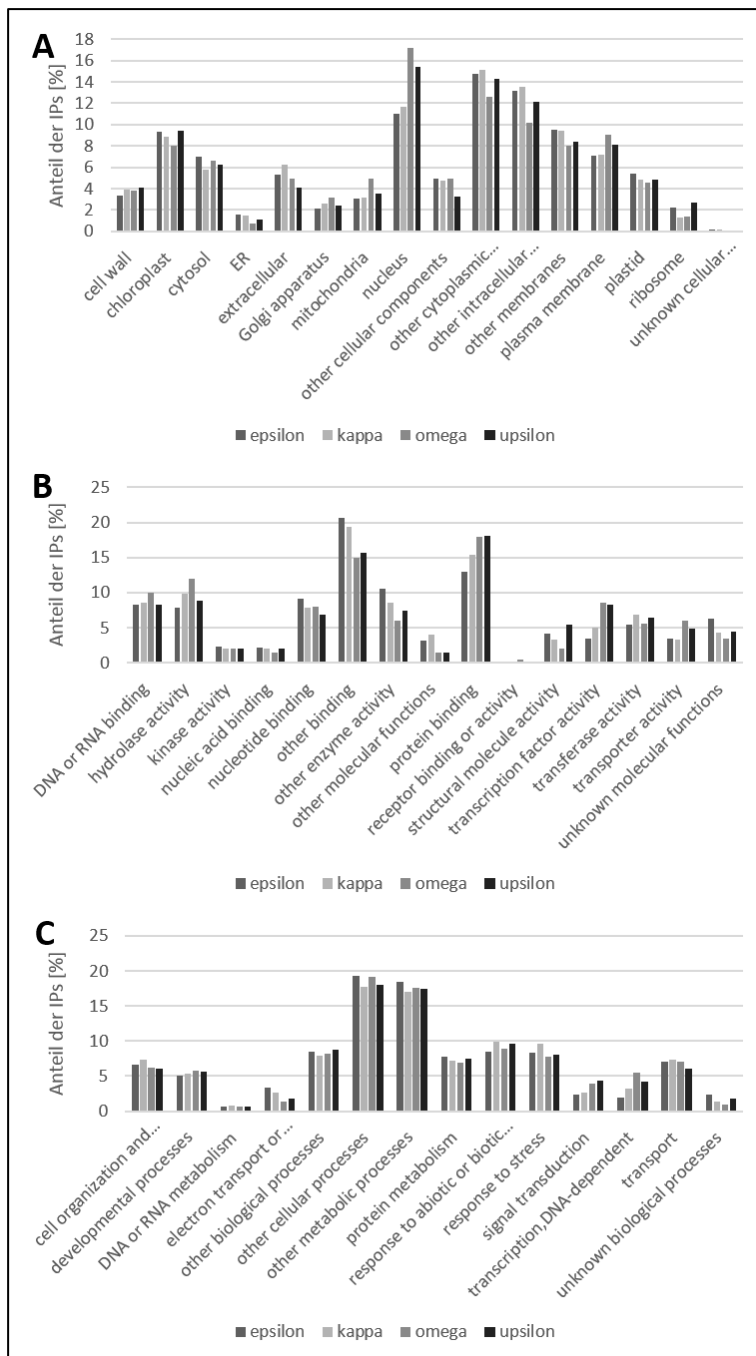 A
Anteil der IPs [%]
18
16
14
12
10
8
6
4
2
0
cell wall
chloroplast
cytosol
ER
extracellular
Golgi apparatus
mitochondria
nucleus
other cellular components
other cytoplasmic...
other intracellular...
other membranes
plasma membrane
plastid
ribosome
unknown cellular...
epsilon kappa omega upsilon
B
Anteil der IPs [%]
25
20
15
10
5
0
DNA or RNA binding
hydrolase activity
kinase activity
nucleic acid binding
nucleotide binding
other binding
other enzyme activity
other molecular functions
protein binding
receptor binding or activity
structural molecule activity
transcription factor activity
transferase activity
transporter activity
unknown molecular functions
epsilon kappa omega upsilon
C
Anteil der IPs [%]
25
20
15
10
5
0
cell organization and...
developmental processes
DNA or RNA metabolism
electron transport or...
other biological processes
other cellular processes
other metabolic processes
protein metabolism
response to abiotic or biotic...
response to stress
signal transduction
transcription,DNA-dependent
transport
unknown biological processes
epsilon kappa omega upsilon